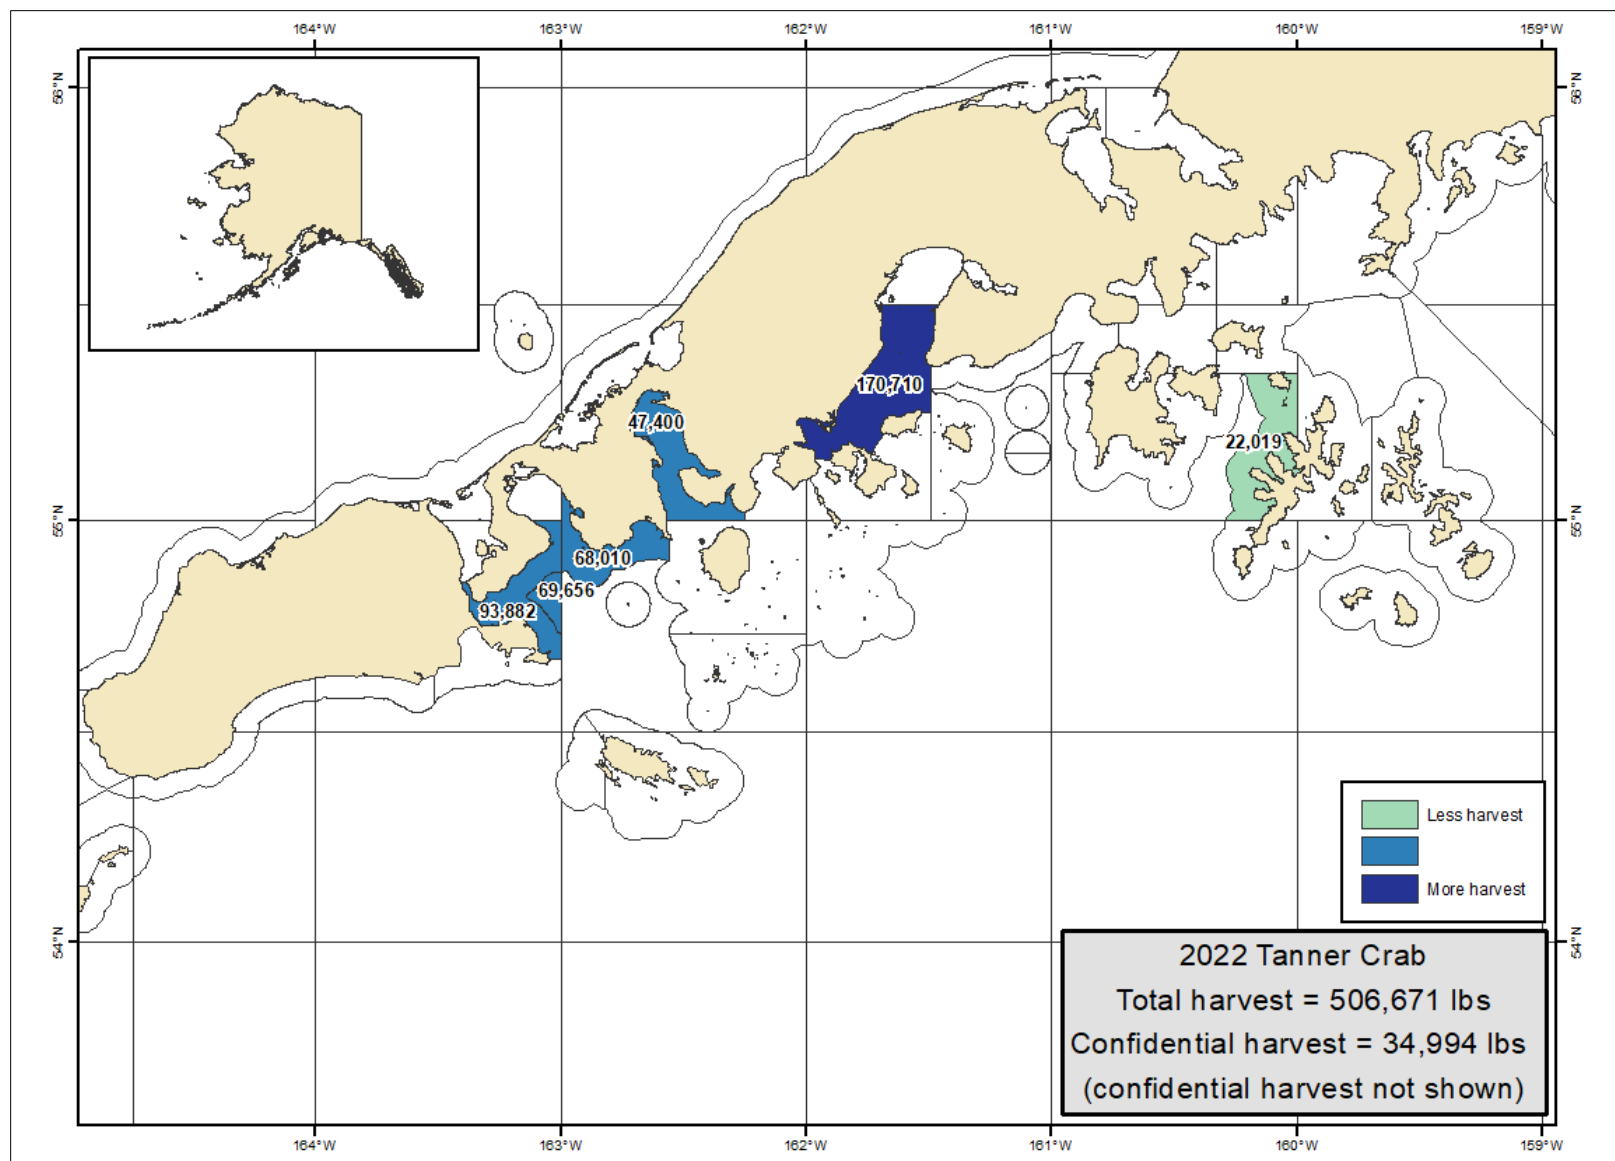 164°W 163°W 162°W 161°W 160°W 159°W
56°N 56°N
170,710
47,400
22,019
55°N 55°N
68,010
69,656
93,882
Less harvest
More harvest
54°N 54°N
2022 Tanner Crab
Total harvest = 506,671 lbs
Confidential harvest = 34,994 lbs
(confidential harvest not shown)
164°W 163°W 162°W 161°W 160°W 159°W